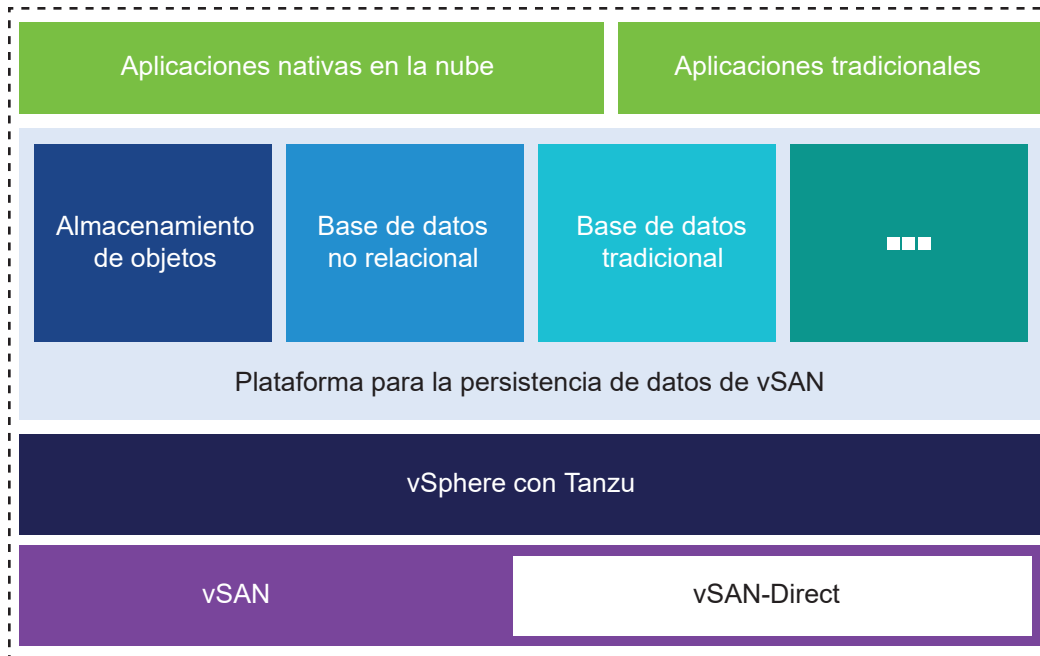 Aplicaciones nativas en la nube
Aplicaciones tradicionales
Almacenamiento
de objetos
Base de datos
no relacional
Base de datos
tradicional
...
Plataforma para la persistencia de datos de vSAN
vSphere con Tanzu
vSAN
vSAN-Direct